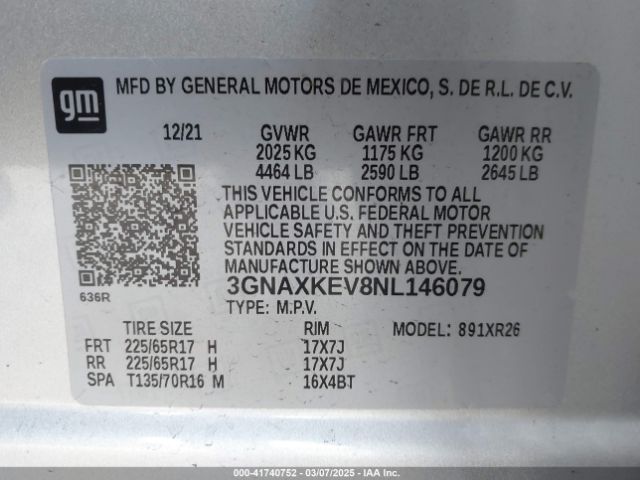 gm
MFD BY GENERAL MOTORS DE MEXICO, S. DE R.L. DE C.V.
12/21 GVWR GAWR FRT GAWR RR
2025 KG 1175 KG 1200 KG
4464 LB 2590 LB 2645 LB
THIS VEHICLE CONFORMS TO ALL
APPLICABLE U.S. FEDERAL MOTOR
VEHICLE SAFETY AND THEFT PREVENTION
STANDARDS IN EFFECT ON THE DATE OF
MANUFACTURE SHOWN ABOVE.
636R
3GNAXKEV8NL146079
TYPE: M.P.V.
TIRE SIZE RIM MODEL: 891XR26
FRT 225/65R17 H 17X7J
RR 225/65R17 H 17X7J
SPA T135/70R16 M 16X4BT
000-41740752 — 03/07/2025 — IAA Inc.